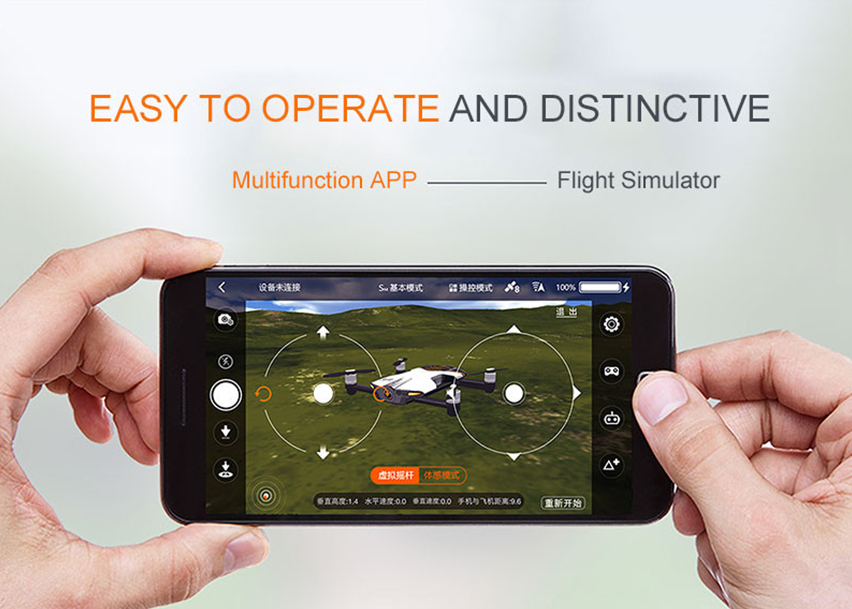 EASY TO OPERATE AND DISTINCTIVE
Multifunction APP Flight Simulator
设备未连接 基本模式 操控模式 8 100%
退出
虚拟摇杆 体感模式
垂直高度:1.4 水平速度:0.0 垂直速度:0.0 手机与飞机距离:9.6 重新开始